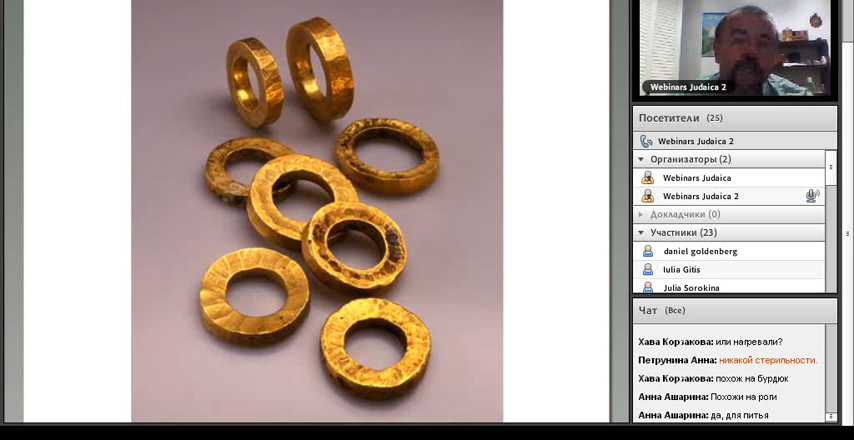 Webinars Judaica 2
Посетители (25)
Webinars Judaica 2
Организаторы (2)
Webinars Judaica
Webinars Judaica 2
Докладчики (0)
Участники (23)
daniel goldenberg
Iulia Gitis
Julia Sorokina
Чат (Все)
Хава Корзакова: или нагревали?
Петрунина Анна: никакой стерильности.
Хава Корзакова: похож на бурдюк
Анна Ашарина: Похожи на роги
Анна Ашарина: да, для питья